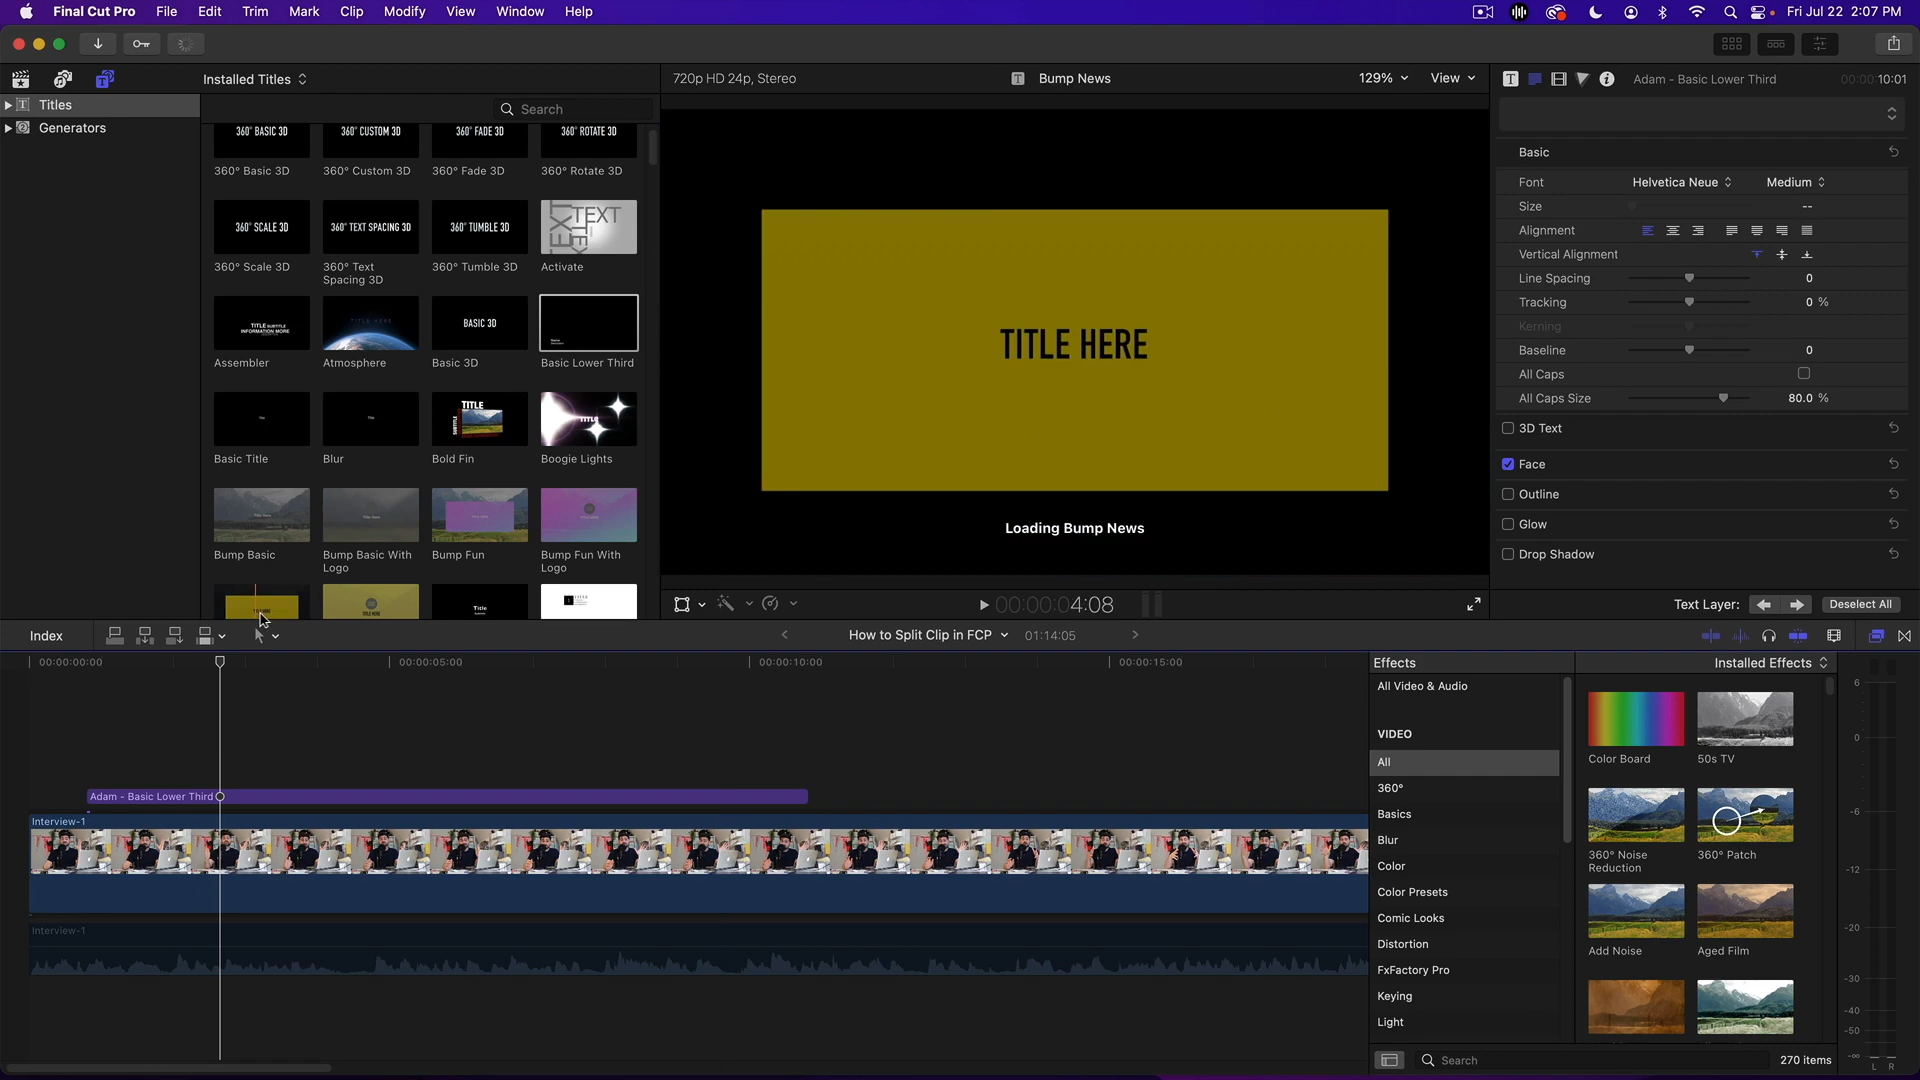 Final Cut Pro File Edit Trim Mark Clip Modify View Window Help
Fri Jul 22 2:07 PM
Installed Titles
720p HD 24p, Stereo
Bump News
129%
View
Adam - Basic Lower Third
00:00:10:01
Titles
Generators
Search
360° BASIC 3D
360° CUSTOM 3D
360° FADE 3D
360° ROTATE 3D
360° Basic 3D
360° Custom 3D
360° Fade 3D
360° Rotate 3D
360° SCALE 3D
360° TEXT SPACING 3D
360° TUMBLE 3D
TEXT
TEXT
360° Scale 3D
360° Text
Spacing 3D
360° Tumble 3D
Activate
TITLE SUBTITLE
INFORMATION MORE
TITLE HERE
BASIC 3D
Name
Description
Assembler
Atmosphere
Basic 3D
Basic Lower Third
Title
Title
TITLE
SUBTITLE
TITLE
Basic Title
Blur
Bold Fin
Boogie Lights
Title Here
Title Here
Bump Basic
Bump Basic With
Logo
Bump Fun
Bump Fun With
Logo
TITLE HERE
Title
TITLE
TITLE HERE
Loading Bump News
00:00:04:08
Basic
Font
Helvetica Neue
Medium
Size
--
Alignment
Vertical Alignment
Line Spacing
0
Tracking
0 %
Kerning
Baseline
0
All Caps
All Caps Size
80.0 %
3D Text
Face
Outline
Glow
Drop Shadow
Text Layer:
Deselect All
Index
How to Split Clip in FCP
01:14:05
00:00:00:00
00:00:05:00
00:00:10:00
00:00:15:00
Adam - Basic Lower Third
Interview-1
Interview-1
Effects
Installed Effects
All Video & Audio
VIDEO
All
360°
Basics
Blur
Color
Color Presets
Comic Looks
Distortion
FxFactory Pro
Keying
Light
Color Board
50s TV
360° Noise
Reduction
360° Patch
Add Noise
Aged Film
Search
270 items
6
0
-6
-12
-20
-30
-40
-50
-∞
L R